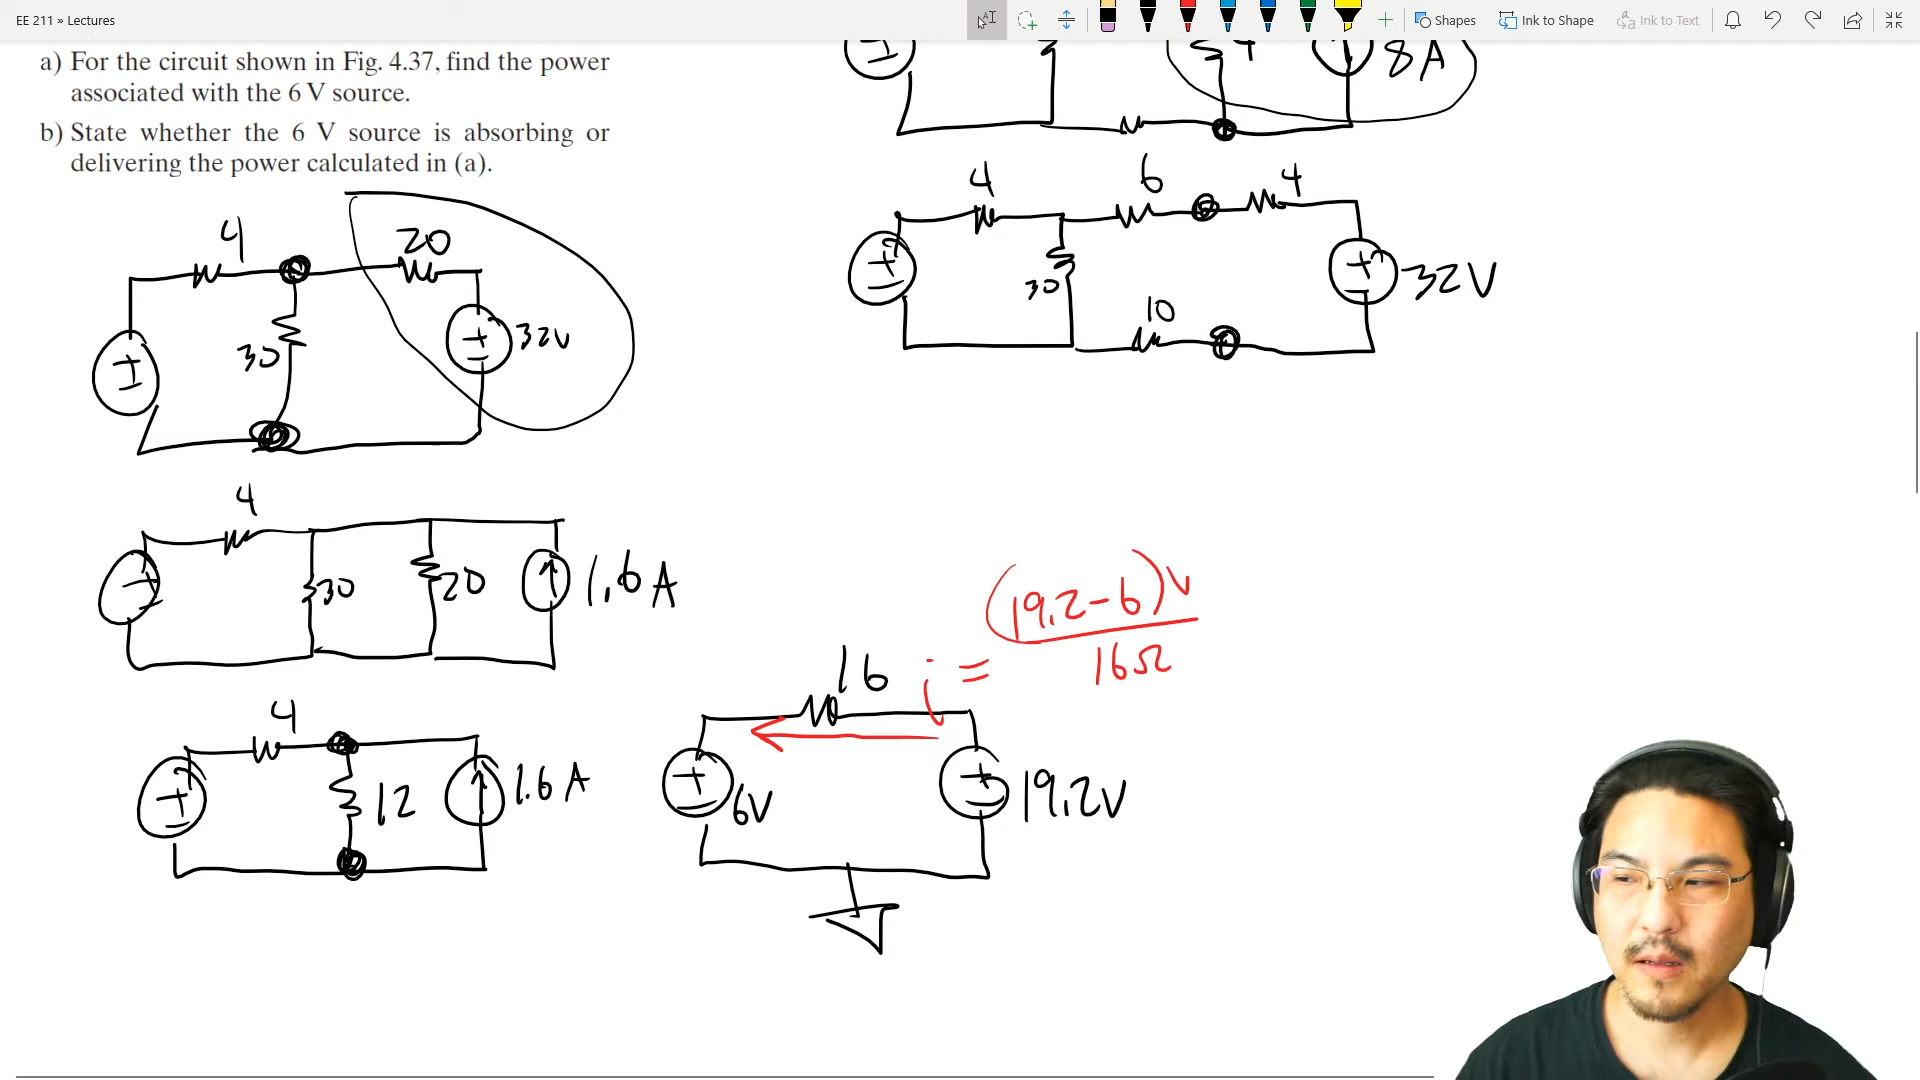 EE 211 » Lectures
Shapes
Ink to Shape
Ink to Text
a) For the circuit shown in Fig. 4.37, find the power
associated with the 6 V source.
b) State whether the 6 V source is absorbing or
delivering the power calculated in (a).
4
8A
4
6
4
30
10
32V
4
20
30
32V
4
30
20
1.6A
4
12
1.6A
i = (19.2-6)V
16Ω
16
6V
19.2V